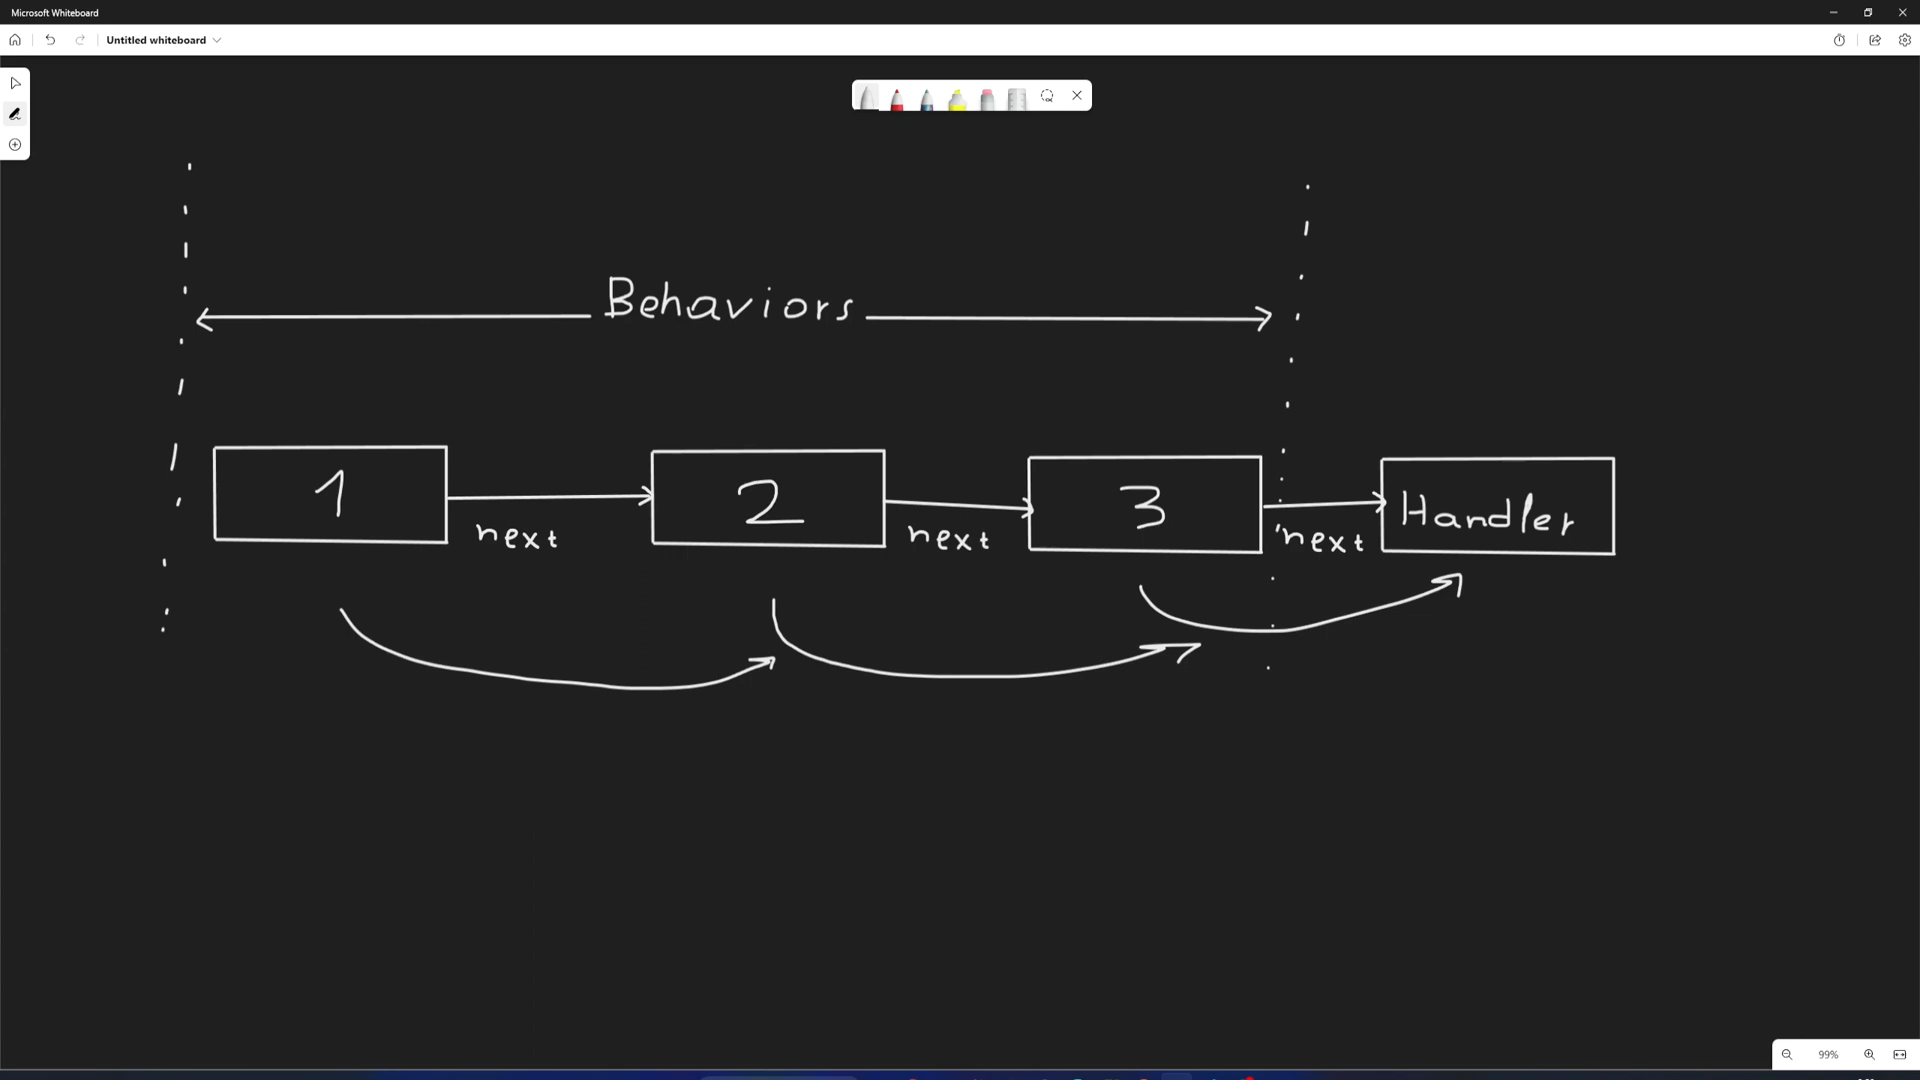 Microsoft Whiteboard
Untitled whiteboard
Behaviors
1
2
3
Handler
next
next
next
99%